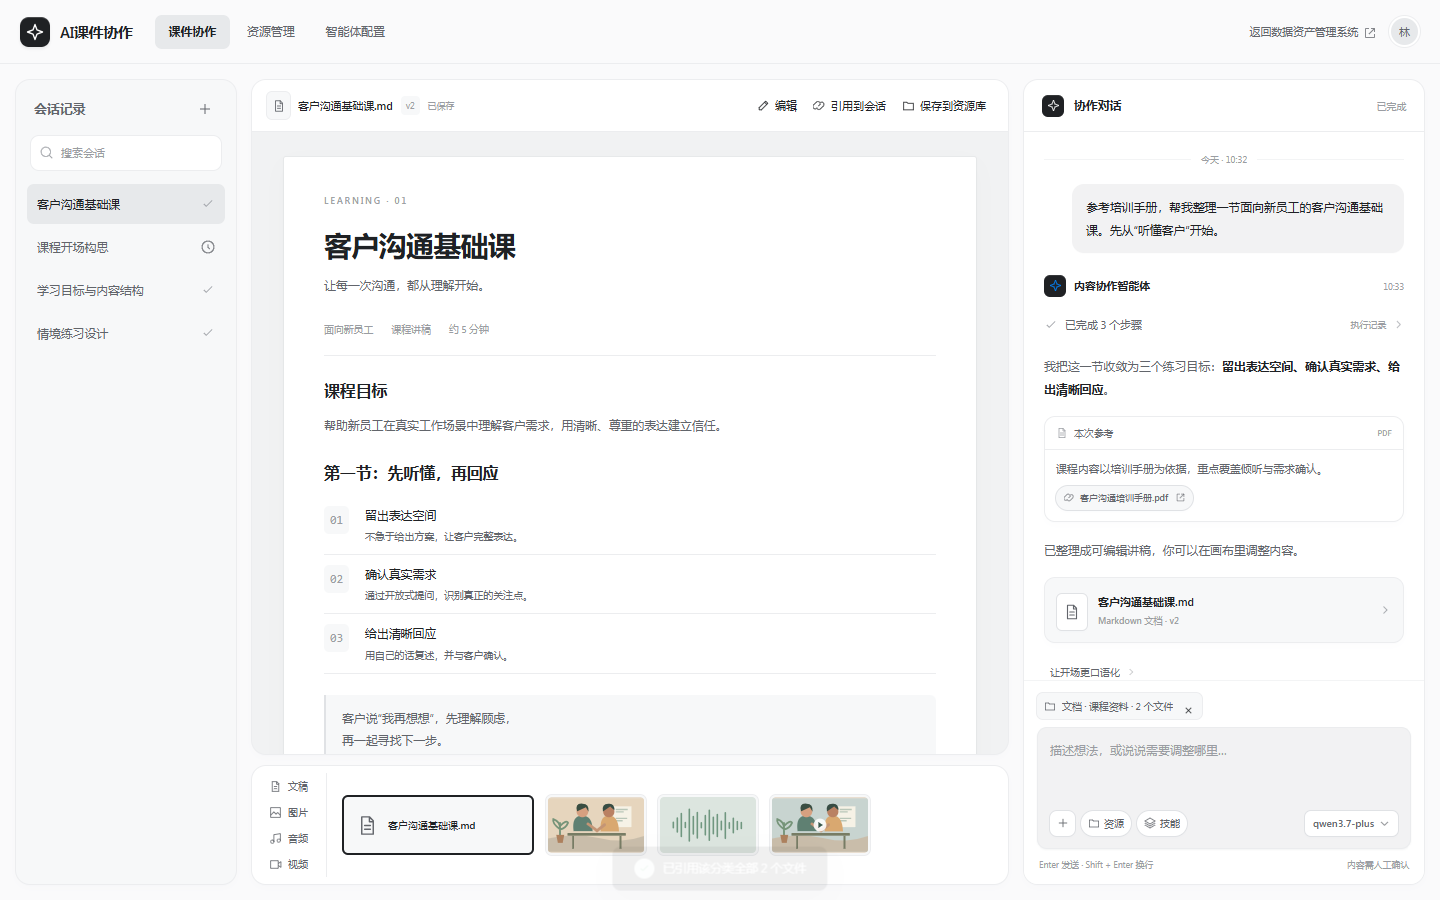 AI课件协作
课件协作
资源管理
智能体配置
返回数据资产管理系统
林
会话记录
搜索会话
客户沟通基础课
课程开场构思
学习目标与内容结构
情境练习设计
客户沟通基础课.md
v2
已保存
编辑
引用到会话
保存到资源库
LEARNING · 01
客户沟通基础课
让每一次沟通，都从理解开始。
面向新员工
课程讲稿
约 5 分钟
课程目标
帮助新员工在真实工作场景中理解客户需求，用清晰、尊重的表达建立信任。
第一节：先听懂，再回应
01
留出表达空间
不急于给出方案，让客户完整表达。
02
确认真实需求
通过开放式提问，识别真正的关注点。
03
给出清晰回应
用自己的话复述，并与客户确认。
客户说“我再想想”，先理解顾虑，
再一起寻找下一步。
文稿
图片
音频
视频
客户沟通基础课.md
已引用该分类全部 2 个文件
协作对话
已完成
今天 · 10:32
参考培训手册，帮我整理一节面向新员工的客户沟通基础
课。先从“听懂客户”开始。
内容协作智能体
10:33
已完成 3 个步骤
执行记录
我把这一节收敛为三个练习目标：留出表达空间、确认真实需求、给
出清晰回应。
本次参考
PDF
课程内容以培训手册为依据，重点覆盖倾听与需求确认。
客户沟通培训手册.pdf
已整理成可编辑讲稿，你可以在画布里调整内容。
客户沟通基础课.md
Markdown 文档 · v2
让开场更口语化
文档 · 课程资料 · 2 个文件
描述想法，或说说需要调整哪里...
资源
技能
qwen3.7-plus
Enter 发送 · Shift + Enter 换行
内容需人工确认